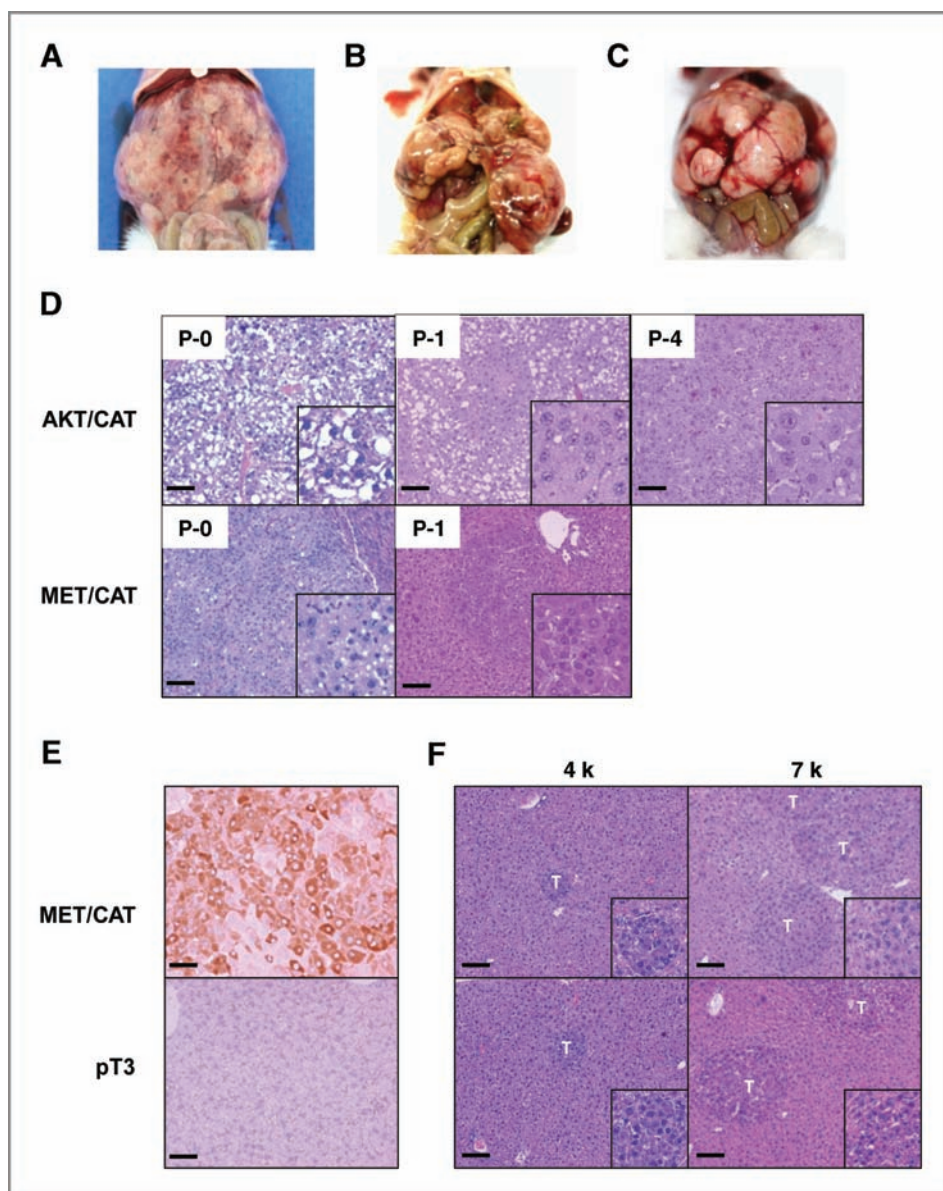 A B C
D
P-0 P-1 P-4
AKT/CAT
P-0 P-1
MET/CAT
E F
4 k 7 k
T T
T
T
MET/CAT
T
T
T
pT3